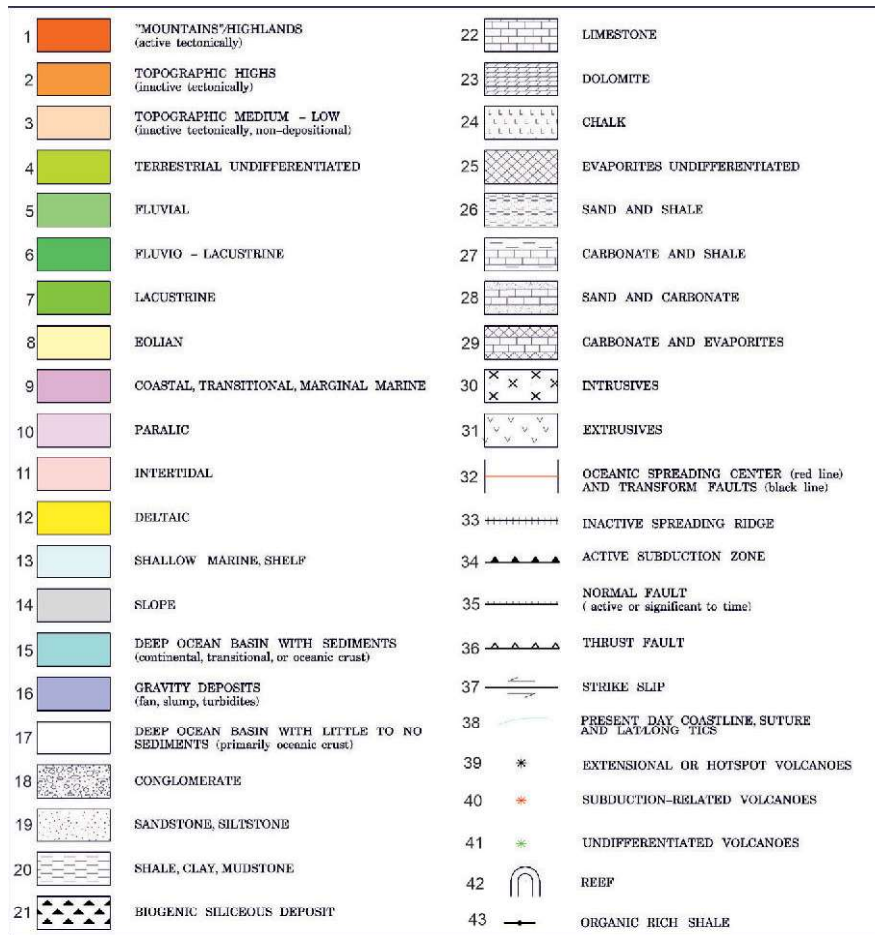 1 "MOUNTAINS"/HIGHLANDS
(active tectonically)
2 TOPOGRAPHIC HIGHS
(inactive tectonically)
3 TOPOGRAPHIC MEDIUM – LOW
(inactive tectonically, non-depositional)
4 TERRESTRIAL UNDIFFERENTIATED
5 FLUVIAL
6 FLUVIO – LACUSTRINE
7 LACUSTRINE
8 EOLIAN
9 COASTAL, TRANSITIONAL, MARGINAL MARINE
10 PARALIC
11 INTERTIDAL
12 DELTAIC
13 SHALLOW MARINE, SHELF
14 SLOPE
15 DEEP OCEAN BASIN WITH SEDIMENTS
(continental, transitional, or oceanic crust)
16 GRAVITY DEPOSITS
(fan, slump, turbidites)
17 DEEP OCEAN BASIN WITH LITTLE TO NO
SEDIMENTS (primarily oceanic crust)
18 CONGLOMERATE
19 SANDSTONE, SILTSTONE
20 SHALE, CLAY, MUDSTONE
21 BIOGENIC SILICEOUS DEPOSIT
22 LIMESTONE
23 DOLOMITE
24 CHALK
25 EVAPORITES UNDIFFERENTIATED
26 SAND AND SHALE
27 CARBONATE AND SHALE
28 SAND AND CARBONATE
29 CARBONATE AND EVAPORITES
30 INTRUSIVES
31 EXTRUSIVES
32 OCEANIC SPREADING CENTER (red line)
AND TRANSFORM FAULTS (black line)
33 INACTIVE SPREADING RIDGE
34 ACTIVE SUBDUCTION ZONE
35 NORMAL FAULT
( active or significant to time)
36 THRUST FAULT
37 STRIKE SLIP
38 PRESENT DAY COASTLINE, SUTURE
AND LAT/LONG TICS
39 EXTENSIONAL OR HOTSPOT VOLCANOES
40 SUBDUCTION–RELATED VOLCANOES
41 UNDIFFERENTIATED VOLCANOES
42 REEF
43 ORGANIC RICH SHALE